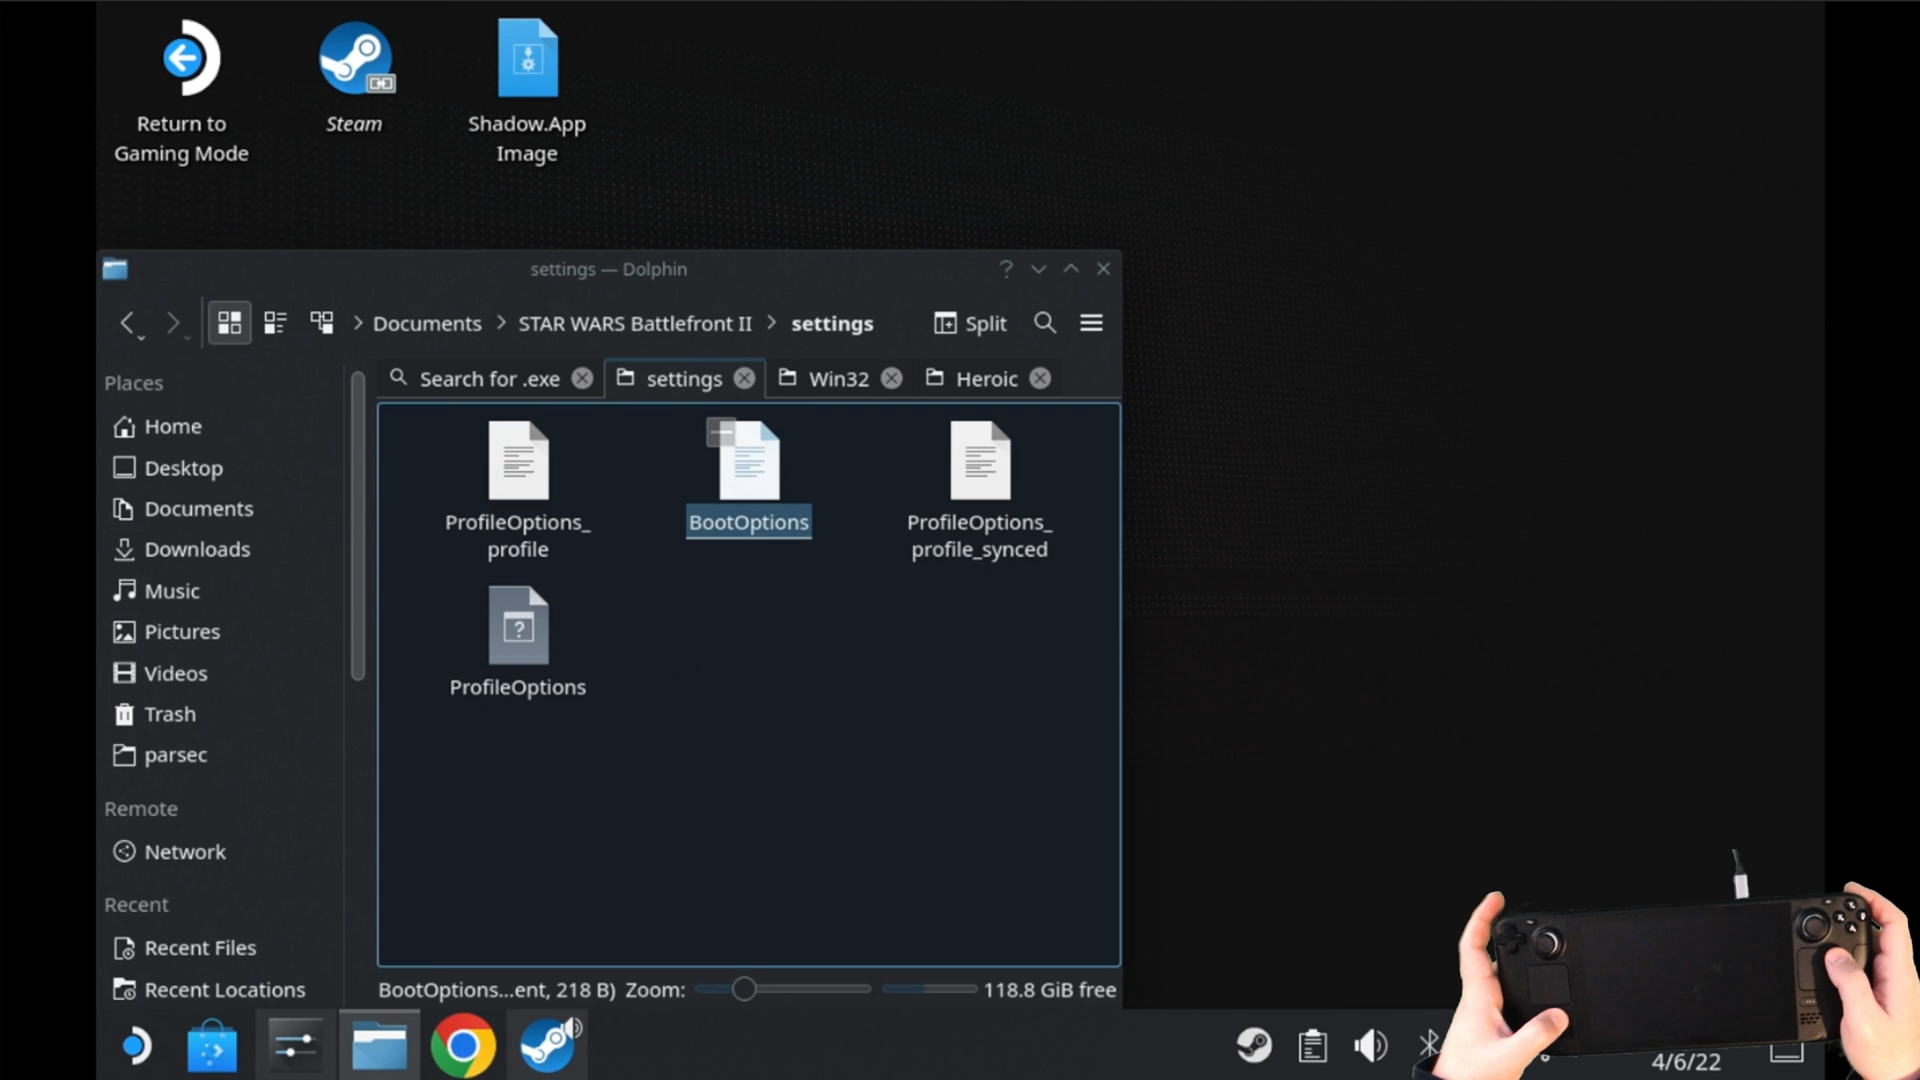 Return to
Gaming Mode
Steam
Shadow.App
Image
settings — Dolphin
Documents
STAR WARS Battlefront II
settings
Split
Search for .exe
settings
Win32
Heroic
Places
Home
Desktop
Documents
Downloads
Music
Pictures
Videos
Trash
parsec
Remote
Network
Recent
Recent Files
Recent Locations
ProfileOptions_
profile
BootOptions
ProfileOptions_
profile_synced
ProfileOptions
BootOptions...ent, 218 B)
Zoom:
118.8 GiB free
4/6/22